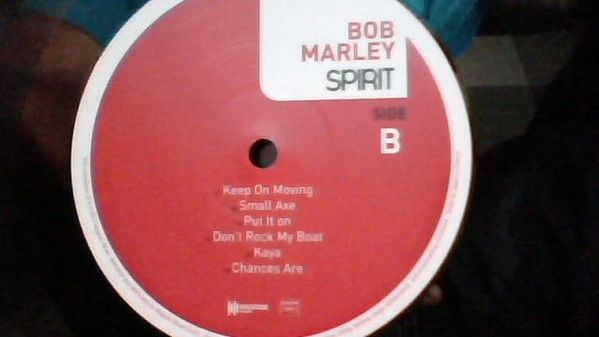 BOB
MARLEY
SPIRIT
SIDE
B
Keep On Moving
Small Axe
Put It on
Don't Rock My Boat
Kaya
Chances Are